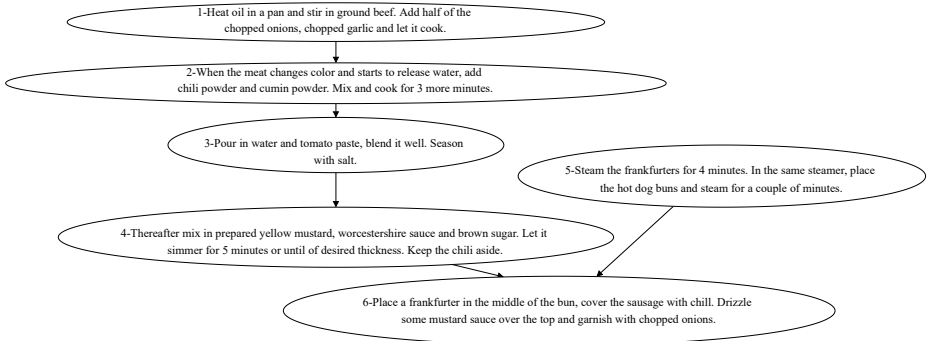 1-Heat oil in a pan and stir in ground beef. Add half of the
chopped onions, chopped garlic and let it cook.
2-When the meat changes color and starts to release water, add
chili powder and cumin powder. Mix and cook for 3 more minutes.
3-Pour in water and tomato paste, blend it well. Season
with salt.
5-Steam the frankfurters for 4 minutes. In the same steamer, place
the hot dog buns and steam for a couple of minutes.
4-Thereafter mix in prepared yellow mustard, worcestershire sauce and brown sugar. Let it
simmer for 5 minutes or until of desired thickness. Keep the chili aside.
6-Place a frankfurter in the middle of the bun, cover the sausage with chill. Drizzle
some mustard sauce over the top and garnish with chopped onions.